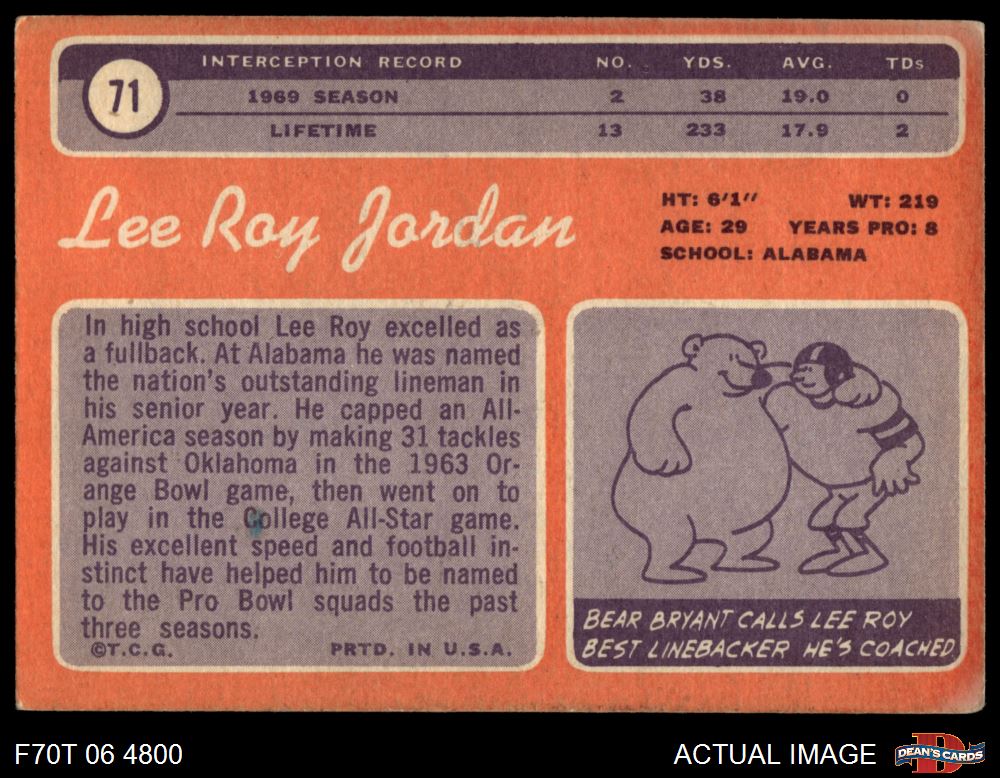 71
INTERCEPTION RECORD NO. YDS. AVG. TDs
1969 SEASON 2 38 19.0 0
LIFETIME 13 233 17.9 2
Lee Roy Jordan
HT: 6'1" WT: 219
AGE: 29 YEARS PRO: 8
SCHOOL: ALABAMA
In high school Lee Roy excelled as
a fullback. At Alabama he was named
the nation's outstanding lineman in
his senior year. He capped an All-
America season by making 31 tackles
against Oklahoma in the 1963 Or-
ange Bowl game, then went on to
play in the College All-Star game.
His excellent speed and football in-
stinct have helped him to be named
to the Pro Bowl squads the past
three seasons.
©T.C.G. PRTD. IN U.S.A.
BEAR BRYANT CALLS LEE ROY
BEST LINEBACKER HE'S COACHED
F70T 06 4800
ACTUAL IMAGE
D
DEAN'S CARDS